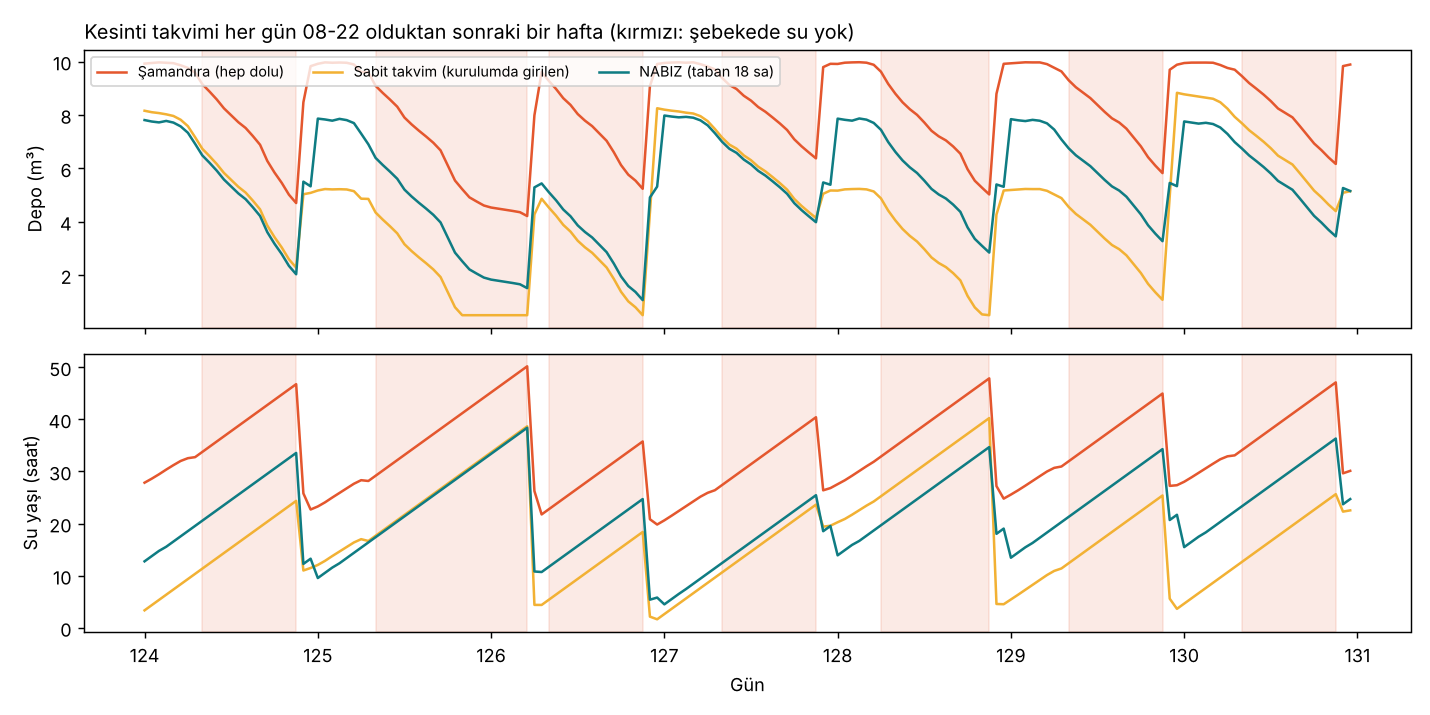 Kesinti takvimi her gün 08-22 olduktan sonraki bir hafta (kırmızı: şebekede su yok)
Şamandıra (hep dolu) Sabit takvim (kurulumda girilen) NABIZ (taban 18 sa)
Depo (m³)
10
8
6
4
2
Su yaşı (saat)
50
40
30
20
10
0
124 125 126 127 128 129 130 131
Gün